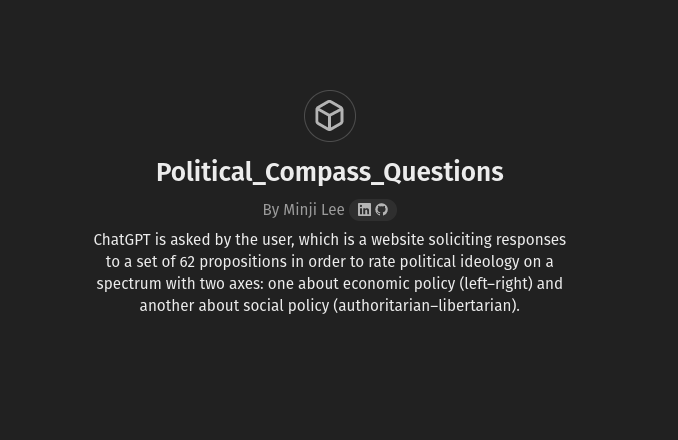 Political_Compass_Questions
By Minji Lee
ChatGPT is asked by the user, which is a website soliciting responses
to a set of 62 propositions in order to rate political ideology on a
spectrum with two axes: one about economic policy (left–right) and
another about social policy (authoritarian–libertarian).